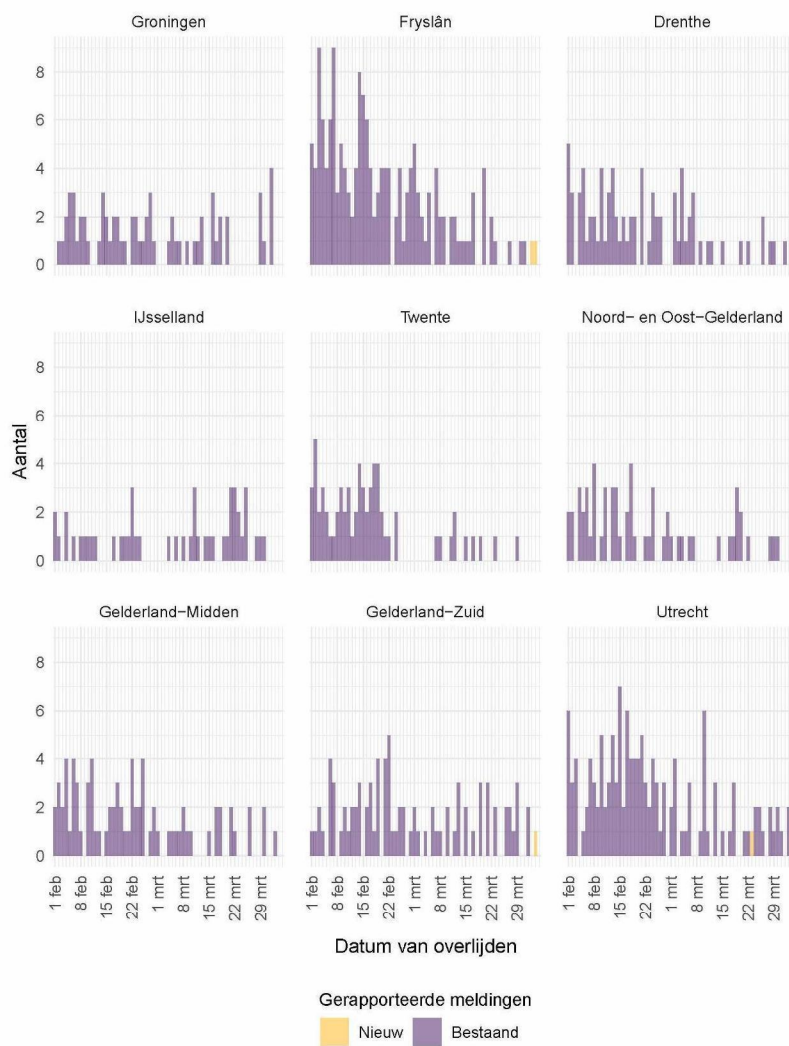 Groningen
Fryslân
Drenthe
8
6
4
2
0
IJsselland
Twente
Noord− en Oost−Gelderland
8
6
4
2
0
Aantal
Gelderland−Midden
Gelderland−Zuid
Utrecht
8
6
4
2
0
1 feb
8 feb
15 feb
22 feb
1 mrt
8 mrt
15 mrt
22 mrt
29 mrt
1 feb
8 feb
15 feb
22 feb
1 mrt
8 mrt
15 mrt
22 mrt
29 mrt
1 feb
8 feb
15 feb
22 feb
1 mrt
8 mrt
15 mrt
22 mrt
29 mrt
Datum van overlijden
Gerapporteerde meldingen
Nieuw Bestaand